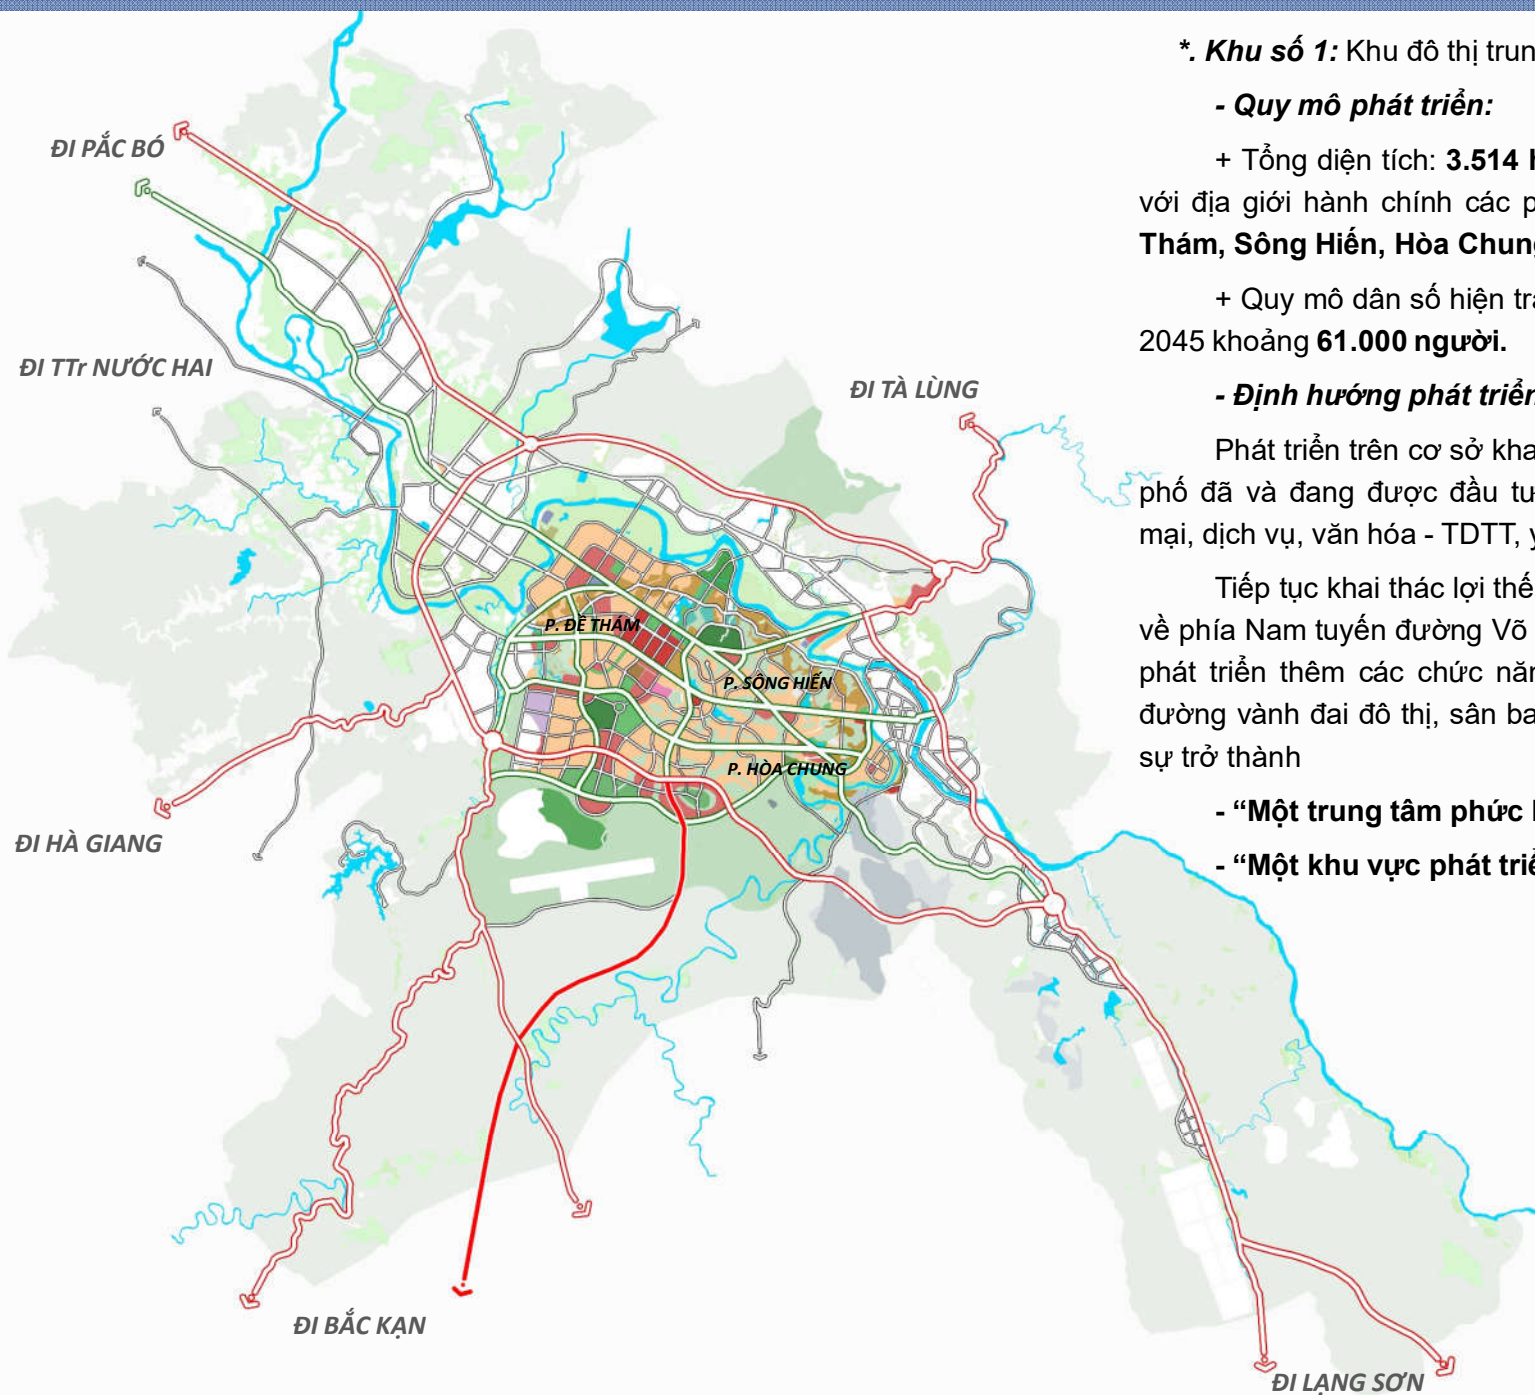 *. Khu số 1: Khu đô thị trun
- Quy mô phát triển:
+ Tổng diện tích: 3.514 h
với địa giới hành chính các p
Thám, Sông Hiến, Hòa Chung
+ Quy mô dân số hiện trạ
2045 khoảng 61.000 người.
- Định hướng phát triển
Phát triển trên cơ sở kha
phố đã và đang được đầu tư
mại, dịch vụ, văn hóa - TDTT, y
Tiếp tục khai thác lợi thế
về phía Nam tuyến đường Võ
phát triển thêm các chức năn
đường vành đai đô thị, sân ba
sự trở thành
- “Một trung tâm phức h
- “Một khu vực phát triể
ĐI PẮC BÓ
ĐI TTr NƯỚC HAI
ĐI TÀ LÙNG
P. ĐỀ THÁM
P. SÔNG HIẾN
P. HÒA CHUNG
ĐI HÀ GIANG
ĐI BẮC KẠN
ĐI LẠNG SƠN